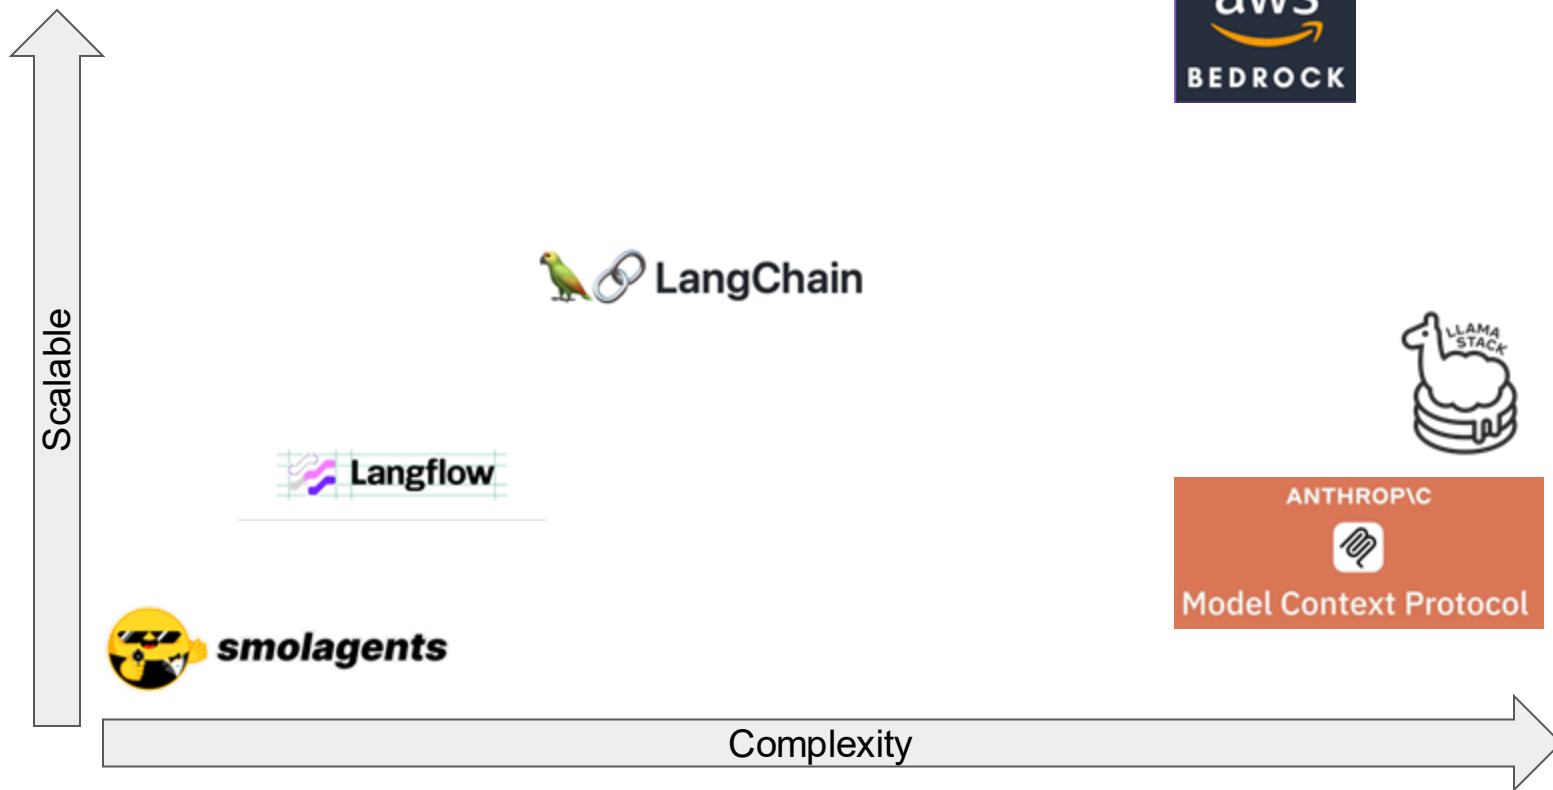 aws
BEDROCK
LangChain
LLAMA
STACK
Scalable
Langflow
ANTHROP\C
Model Context Protocol
smolagents
Complexity